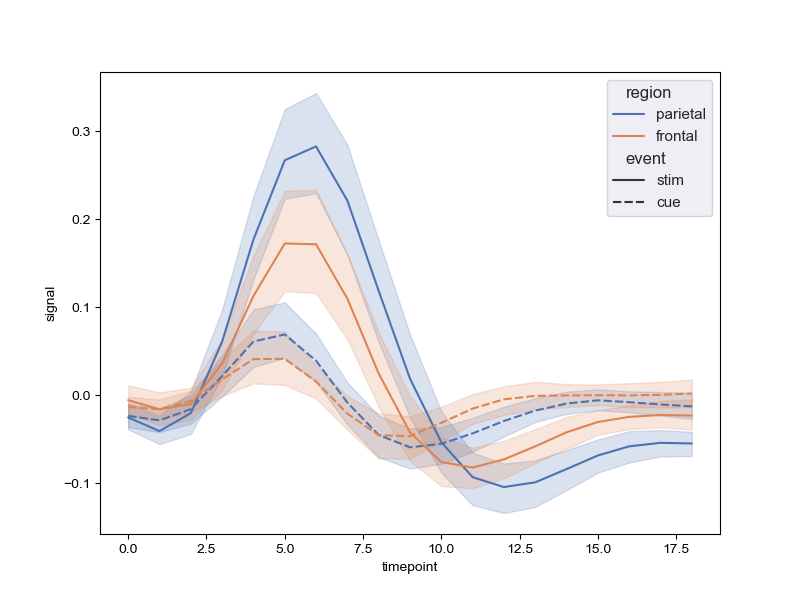 region
parietal
frontal
event
stim
cue
0.3
0.2
0.1
0.0
−0.1
signal
0.0 2.5 5.0 7.5 10.0 12.5 15.0 17.5
timepoint